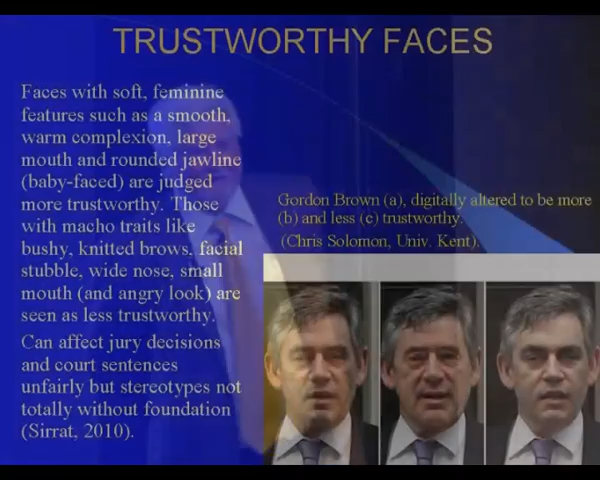 TRUSTWORTHY FACES
Faces with soft, feminine
features such as a smooth,
warm complexion, large
mouth and rounded jawline
(baby-faced) are judged
more trustworthy. Those
with macho traits like
bushy, knitted brows, facial
stubble, wide nose, small
mouth (and angry look) are
seen as less trustworthy.
Can affect jury decisions
and court sentences
unfairly but stereotypes not
totally without foundation
(Sirrat, 2010).
Gordon Brown (a), digitally altered to be more
(b) and less (c) trustworthy.
(Chris Solomon, Univ. Kent).